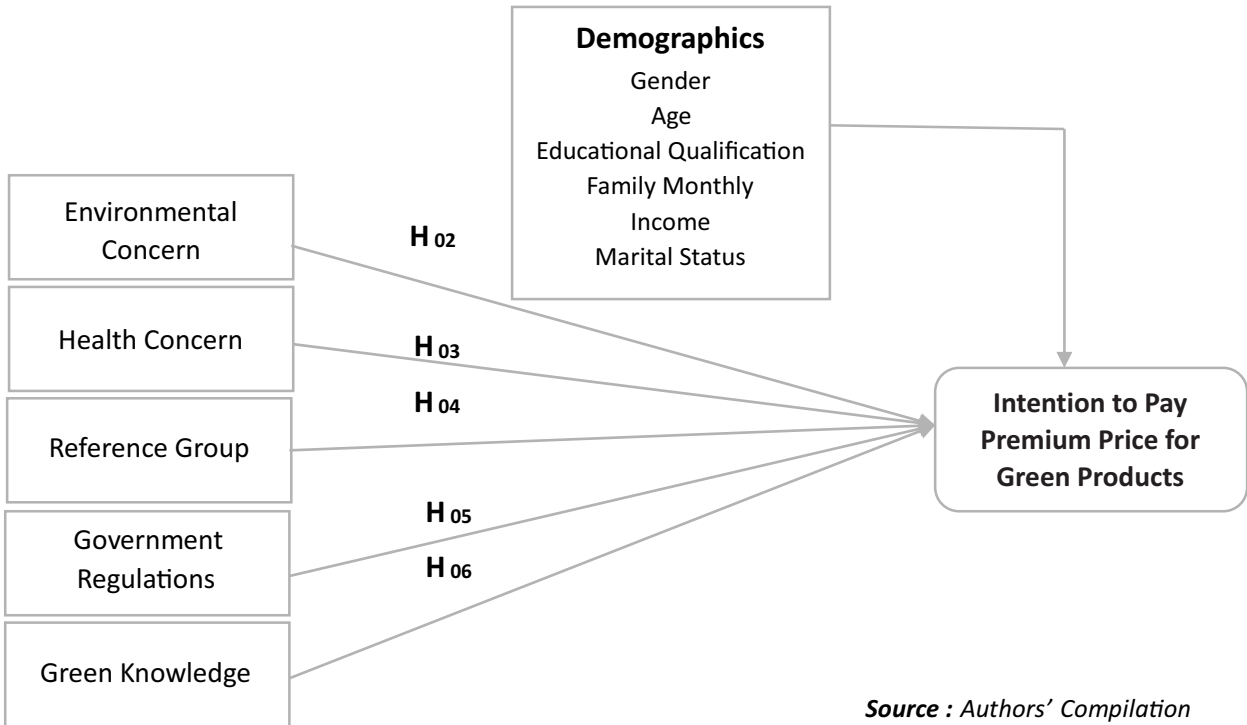 Demographics
Gender
Age
Educational Qualification
Family Monthly
Income
Marital Status
Environmental
Concern
H 02
Health Concern
H 03
H 04
Reference Group
Intention to Pay
Premium Price for
Green Products
H 05
Government
Regulations
H 06
Green Knowledge
Source : Authors’ Compilation